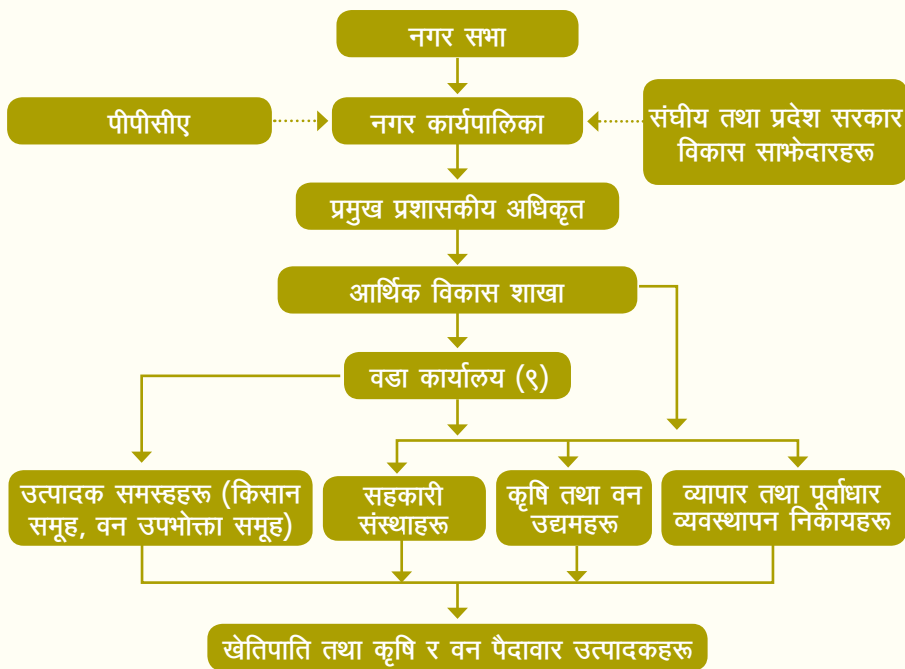 नगर सभा
पीपीसीए
नगर कार्यपालिका
संघीय तथा प्रदेश सरकार
विकास साझेदारहरू
प्रमुख प्रशासकीय अधिकृत
आर्थिक विकास शाखा
वडा कार्यालय (९)
उत्पादक समस्हहरू (किसान
समूह, वन उपभोक्ता समूह)
सहकारी
संस्थाहरू
कृषि तथा वन
उद्यमहरू
व्यापार तथा पूर्वाधार
व्यवस्थापन निकायहरू
खेतिपाति तथा कृषि र वन पैदावार उत्पादकहरू